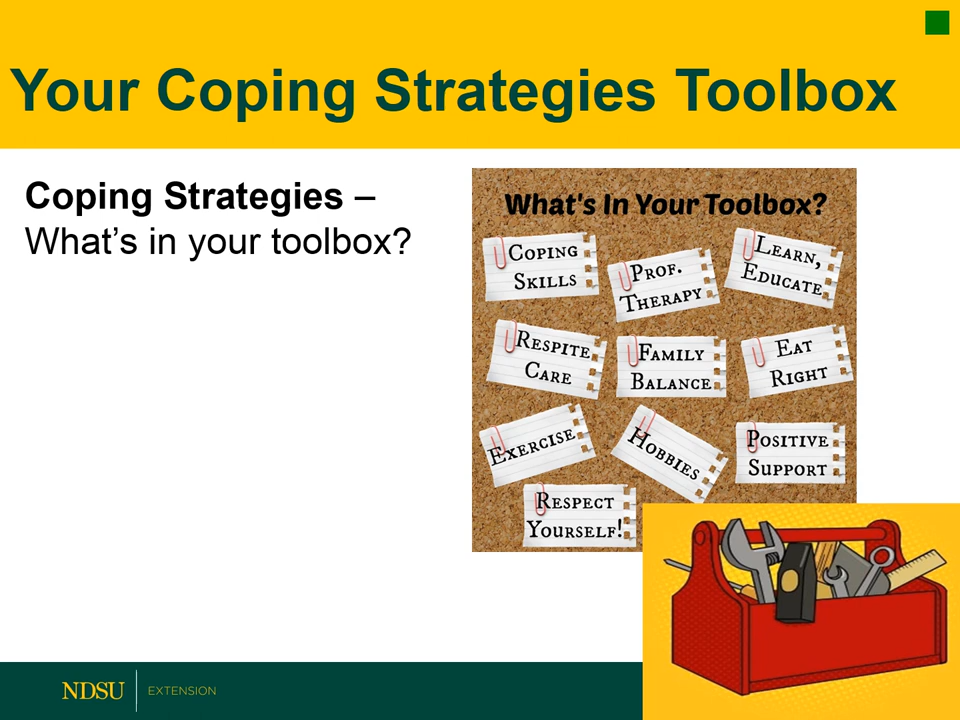 Your Coping Strategies Toolbox
Coping Strategies –
What's in your toolbox?
What's In Your Toolbox?
Coping
Skills
Prof.
Therapy
Learn,
Educate
Respite
Care
Family
Balance
Eat
Right
Exercise
Hobbies
Positive
Support
Respect
Yourself!
NDSU
EXTENSION